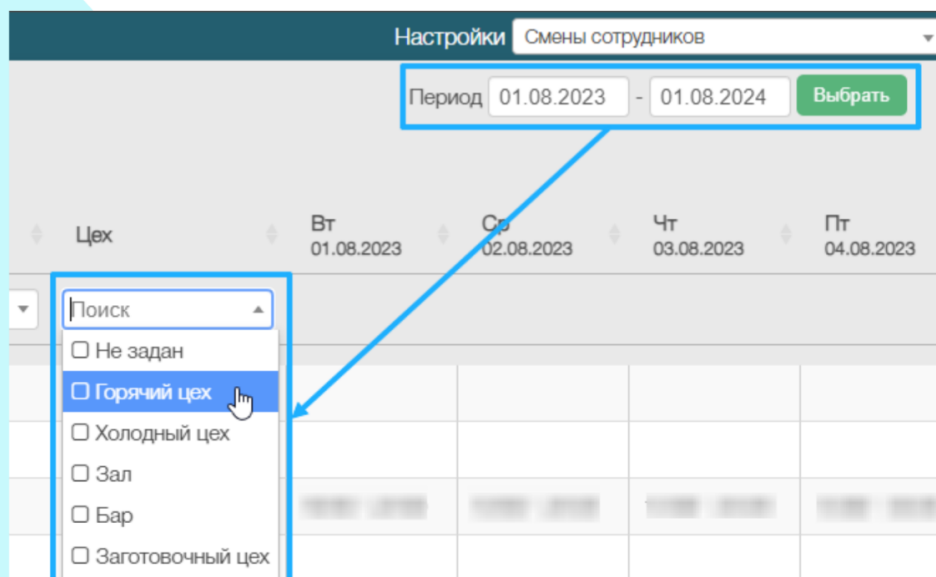 Настройки Смены сотрудников
Период 01.08.2023 - 01.08.2024 Выбрать
Цех Вт Ср Чт Пт
01.08.2023 02.08.2023 03.08.2023 04.08.2023
Поиск
Не задан
Горячий цех
Холодный цех
Зал
Бар
Заготовочный цех